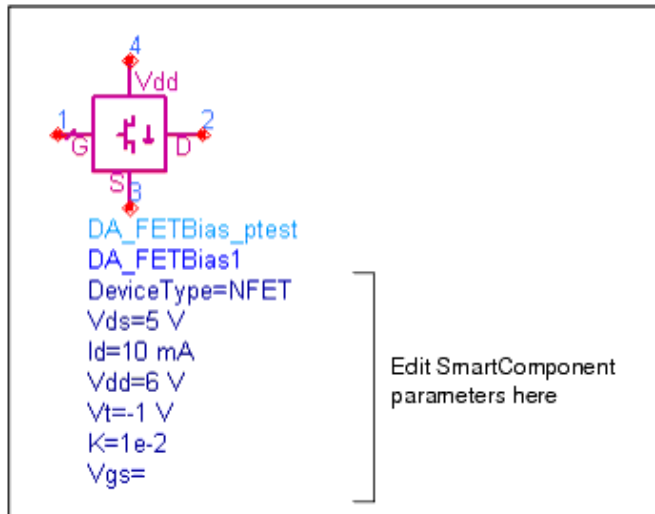 4
Vdd
1
2
G
D
S
3
DA_FETBias_ptest
DA_FETBias1
DeviceType=NFET
Vds=5 V
Id=10 mA
Vdd=6 V
Vt=-1 V
K=1e-2
Vgs=
Edit SmartComponent
parameters here